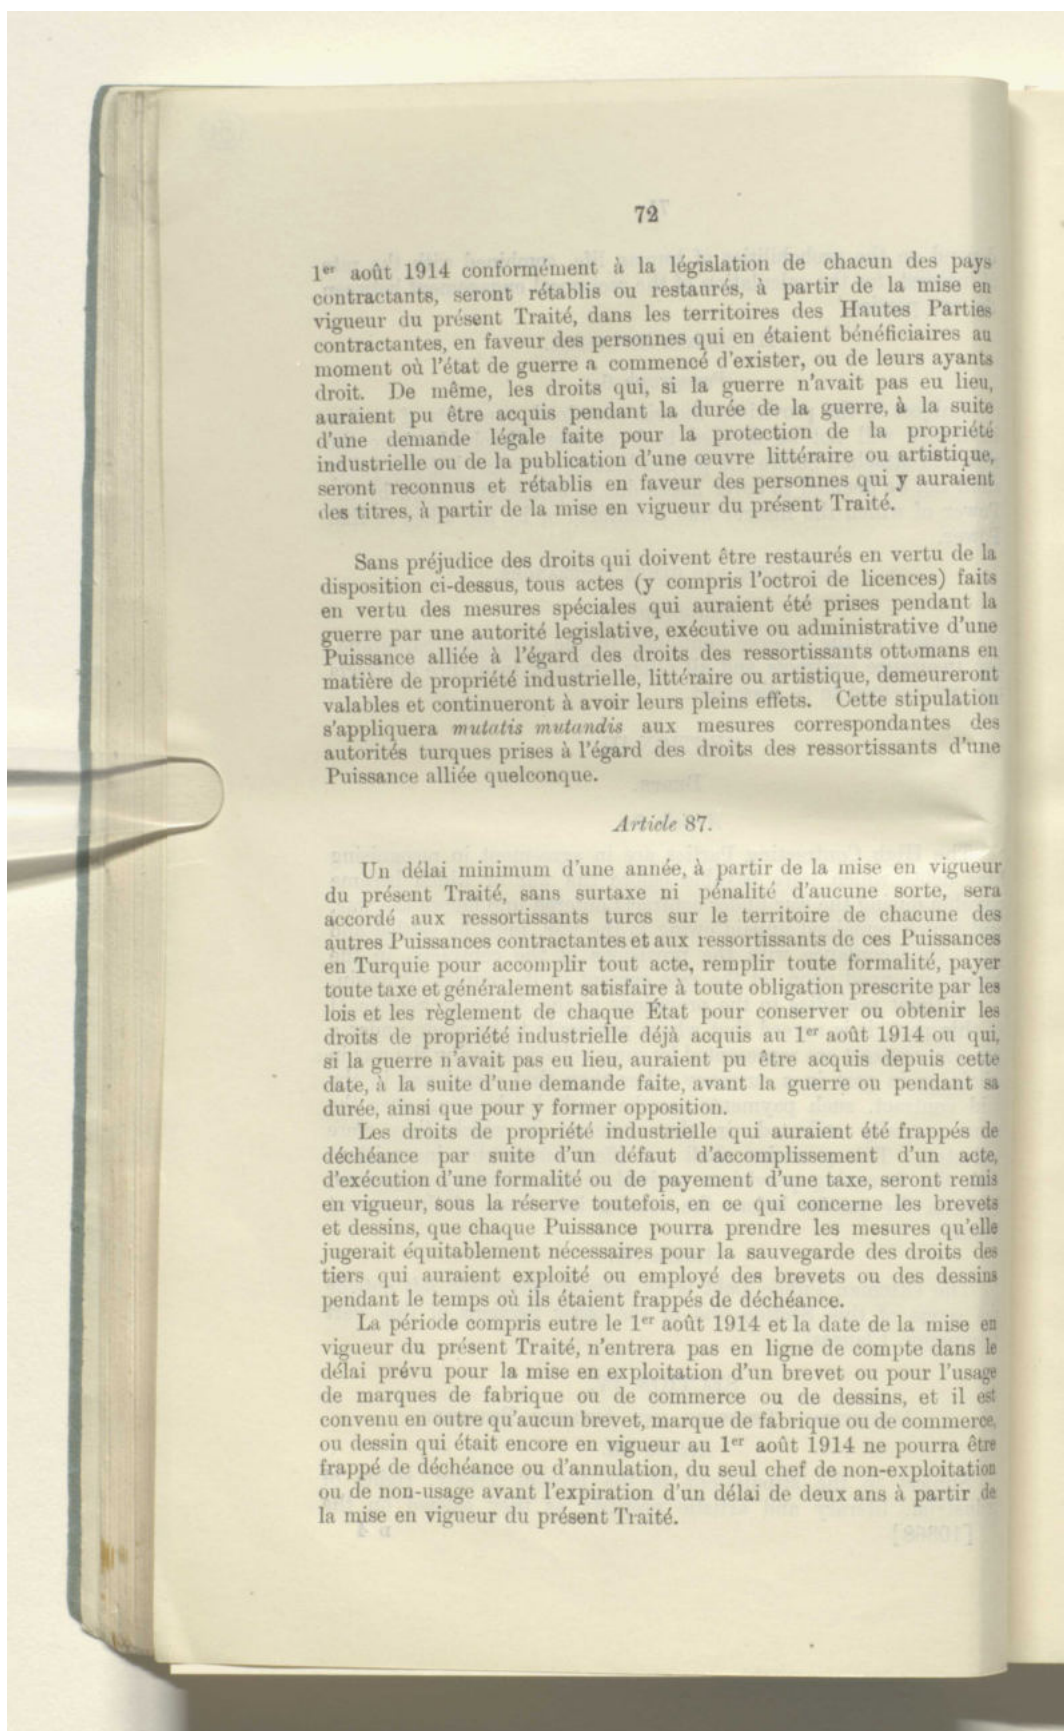 72
1er août 1914 conformément à la législation de chacun des pays
contractants, seront rétablis ou restaurés, à partir de la mise en
vigueur du présent Traité, dans les territoires des Hautes Parties
contractantes, en faveur des personnes qui en étaient bénéficiaires au
moment où l'état de guerre a commencé d'exister, ou de leurs ayants
droit. De même, les droits qui, si la guerre n'avait pas eu lieu,
auraient pu être acquis pendant la durée de la guerre, à la suite
d'une demande légale faite pour la protection de la propriété
industrielle ou de la publication d'une œuvre littéraire ou artistique,
seront reconnus et rétablis en faveur des personnes qui y auraient
des titres, à partir de la mise en vigueur du présent Traité.
Sans préjudice des droits qui doivent être restaurés en vertu de la
disposition ci-dessus, tous actes (y compris l'octroi de licences) faits
en vertu des mesures spéciales qui auraient été prises pendant la
guerre par une autorité legislative, exécutive ou administrative d'une
Puissance alliée à l'égard des droits des ressortissants ottomans en
matière de propriété industrielle, littéraire ou artistique, demeureront
valables et continueront à avoir leurs pleins effets. Cette stipulation
s'appliquera mutatis mutandis aux mesures correspondantes des
autorités turques prises à l'égard des droits des ressortissants d'une
Puissance alliée quelconque.
Article 87.
Un délai minimum d'une année, à partir de la mise en vigueur
du présent Traité, sans surtaxe ni pénalité d'aucune sorte, sera
accordé aux ressortissants turcs sur le territoire de chacune des
autres Puissances contractantes et aux ressortissants de ces Puissances
en Turquie pour accomplir tout acte, remplir toute formalité, payer
toute taxe et généralement satisfaire à toute obligation prescrite par les
lois et les règlement de chaque État pour conserver ou obtenir les
droits de propriété industrielle déjà acquis au 1er août 1914 ou qui,
si la guerre n'avait pas eu lieu, auraient pu être acquis depuis cette
date, à la suite d'une demande faite, avant la guerre ou pendant sa
durée, ainsi que pour y former opposition.
Les droits de propriété industrielle qui auraient été frappés de
déchéance par suite d'un défaut d'accomplissement d'un acte,
d'exécution d'une formalité ou de payement d'une taxe, seront remis
en vigueur, sous la réserve toutefois, en ce qui concerne les brevets
et dessins, que chaque Puissance pourra prendre les mesures qu'elle
jugerait équitablement nécessaires pour la sauvegarde des droits des
tiers qui auraient exploité ou employé des brevets ou des dessins
pendant le temps où ils étaient frappés de déchéance.
La période compris eutre le 1er août 1914 et la date de la mise en
vigueur du présent Traité, n'entrera pas en ligne de compte dans le
délai prévu pour la mise en exploitation d'un brevet ou pour l'usage
de marques de fabrique ou de commerce ou de dessins, et il est
convenu en outre qu'aucun brevet, marque de fabrique ou de commerce,
ou dessin qui était encore en vigueur au 1er août 1914 ne pourra être
frappé de déchéance ou d'annulation, du seul chef de non-exploitation
ou de non-usage avant l'expiration d'un délai de deux ans à partir de
la mise en vigueur du présent Traité.